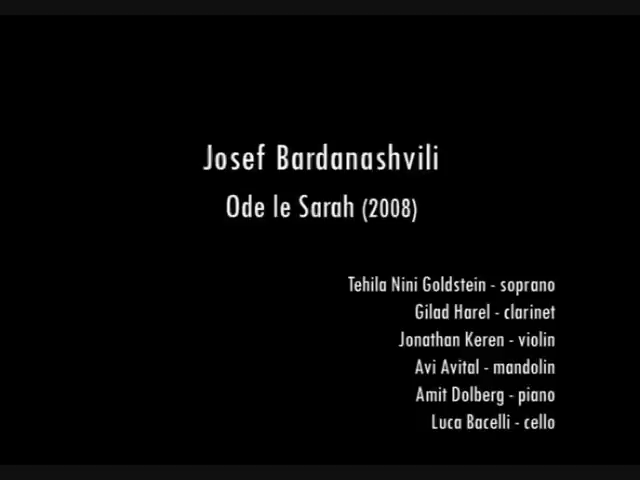 Josef Bardanashvili
Ode le Sarah (2008)
Tehila Nini Goldstein - soprano
Gilad Harel - clarinet
Jonathan Keren - violin
Avi Avital - mandolin
Amit Dolberg - piano
Luca Bacelli - cello